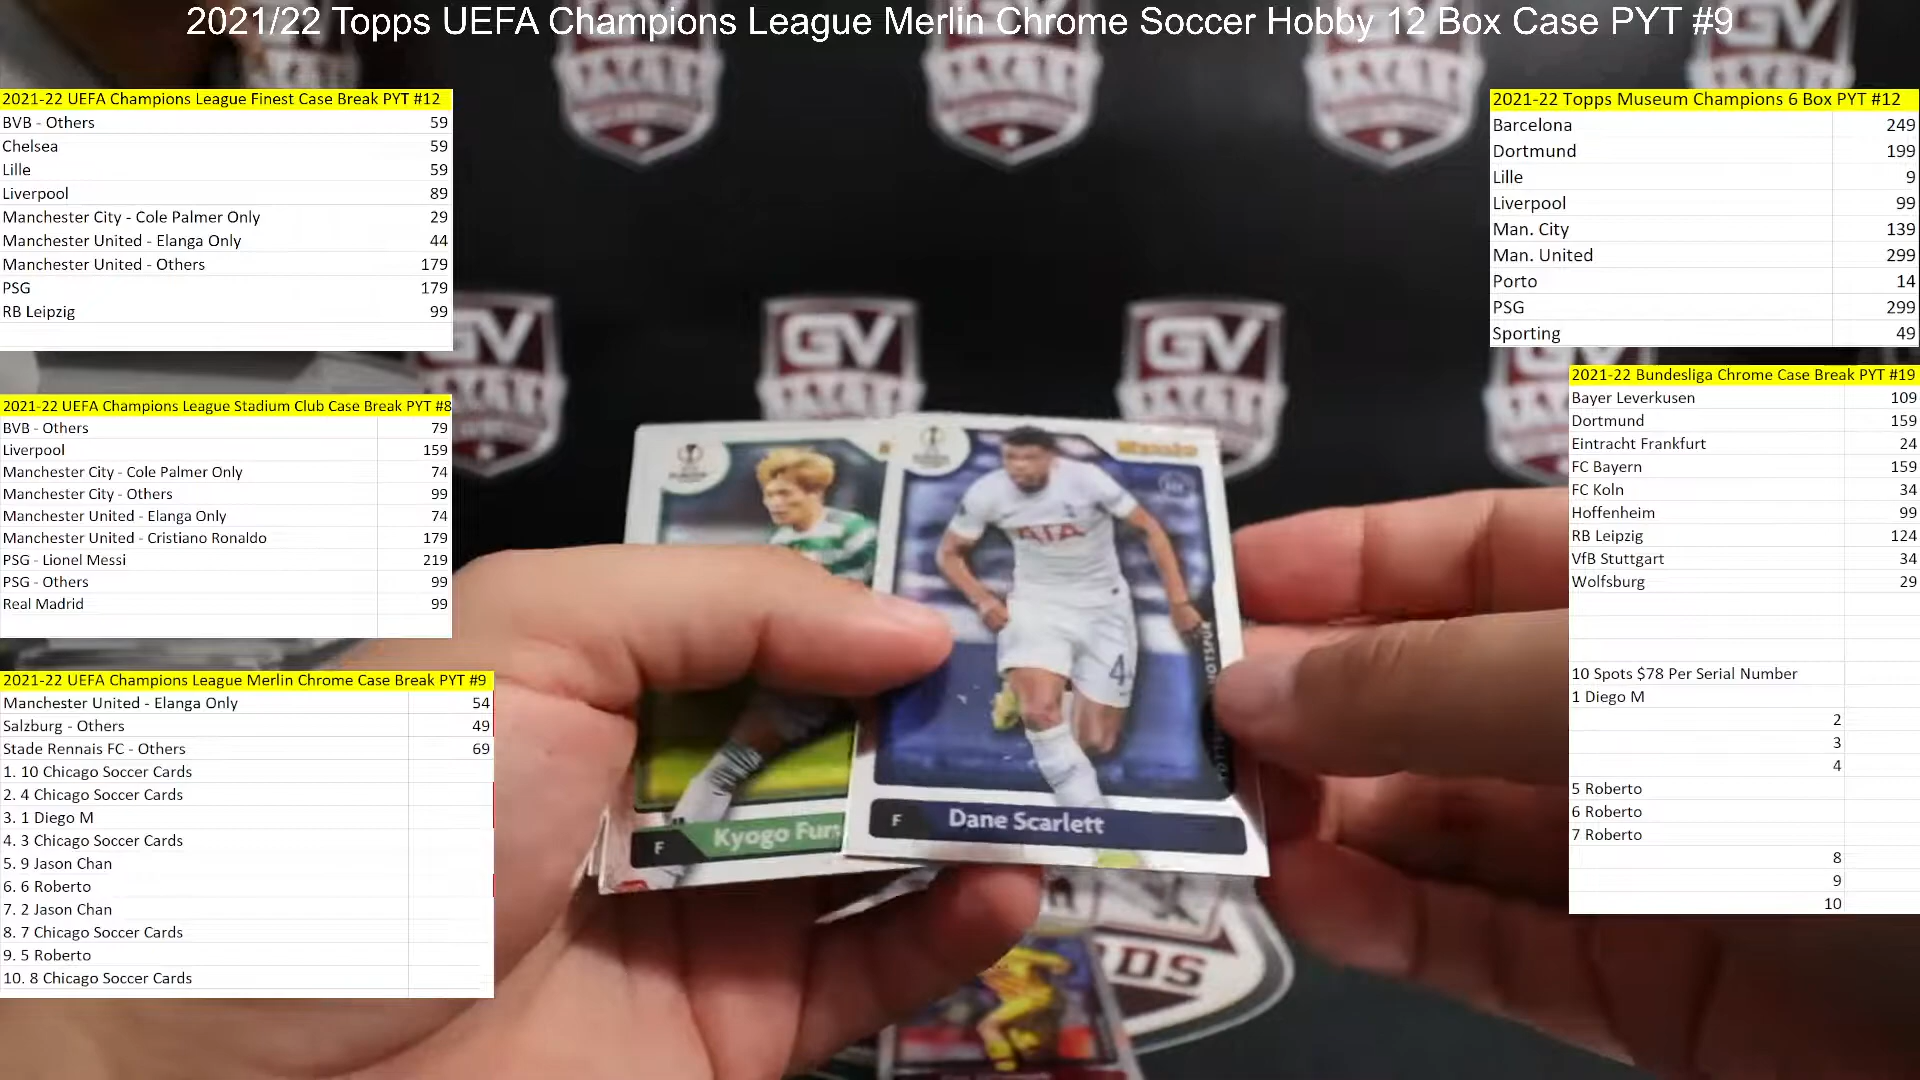 2021/22 Topps UEFA Champions League Merlin Chrome Soccer Hobby 12 Box Case PYT #9
2021-22 UEFA Champions League Finest Case Break PYT #12
BVB - Others 59
Chelsea 59
Lille 59
Liverpool 89
Manchester City - Cole Palmer Only 29
Manchester United - Elanga Only 44
Manchester United - Others 179
PSG 179
RB Leipzig 99
2021-22 UEFA Champions League Stadium Club Case Break PYT #8
BVB - Others 79
Liverpool 159
Manchester City - Cole Palmer Only 74
Manchester City - Others 99
Manchester United - Elanga Only 74
Manchester United - Cristiano Ronaldo 179
PSG - Lionel Messi 219
PSG - Others 99
Real Madrid 99
2021-22 UEFA Champions League Merlin Chrome Case Break PYT #9
Manchester United - Elanga Only 54
Salzburg - Others 49
Stade Rennais FC - Others 69
1. 10 Chicago Soccer Cards
2. 4 Chicago Soccer Cards
3. 1 Diego M
4. 3 Chicago Soccer Cards
5. 9 Jason Chan
6. 6 Roberto
7. 2 Jason Chan
8. 7 Chicago Soccer Cards
9. 5 Roberto
10. 8 Chicago Soccer Cards
2021-22 Topps Museum Champions 6 Box PYT #12
Barcelona 249
Dortmund 199
Lille 9
Liverpool 99
Man. City 139
Man. United 299
Porto 14
PSG 299
Sporting 49
2021-22 Bundesliga Chrome Case Break PYT #19
Bayer Leverkusen 109
Dortmund 159
Eintracht Frankfurt 24
FC Bayern 159
FC Koln 34
Hoffenheim 99
RB Leipzig 124
VfB Stuttgart 34
Wolfsburg 29
10 Spots $78 Per Serial Number
1 Diego M
2
3
4
5 Roberto
6 Roberto
7 Roberto
8
9
10
GV
GV
GV
GV
GV
AIA
4
F Dane Scarlett
F Kyogo Fur